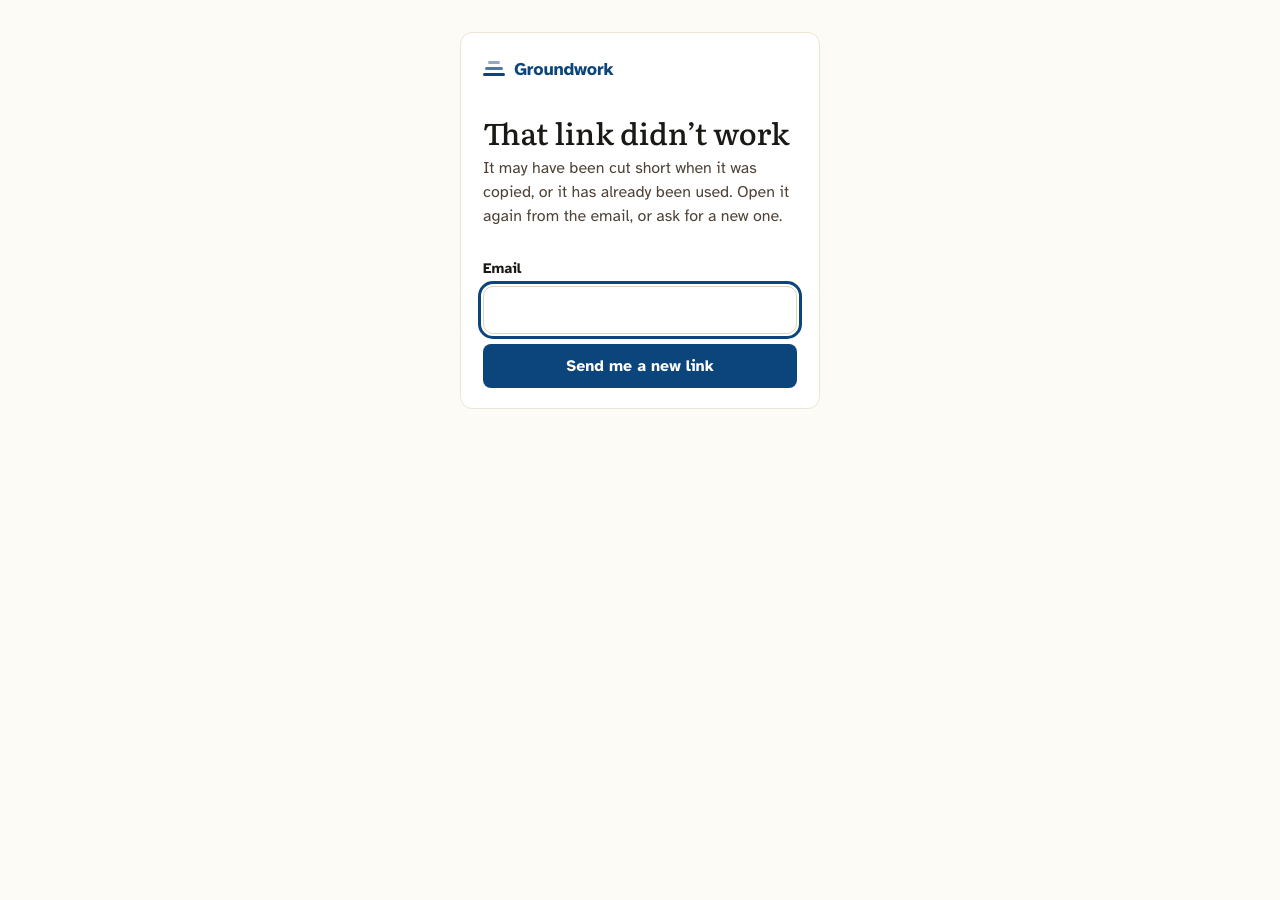 Groundwork
That link didn’t work
It may have been cut short when it was
copied, or it has already been used. Open it
again from the email, or ask for a new one.
Email
Send me a new link